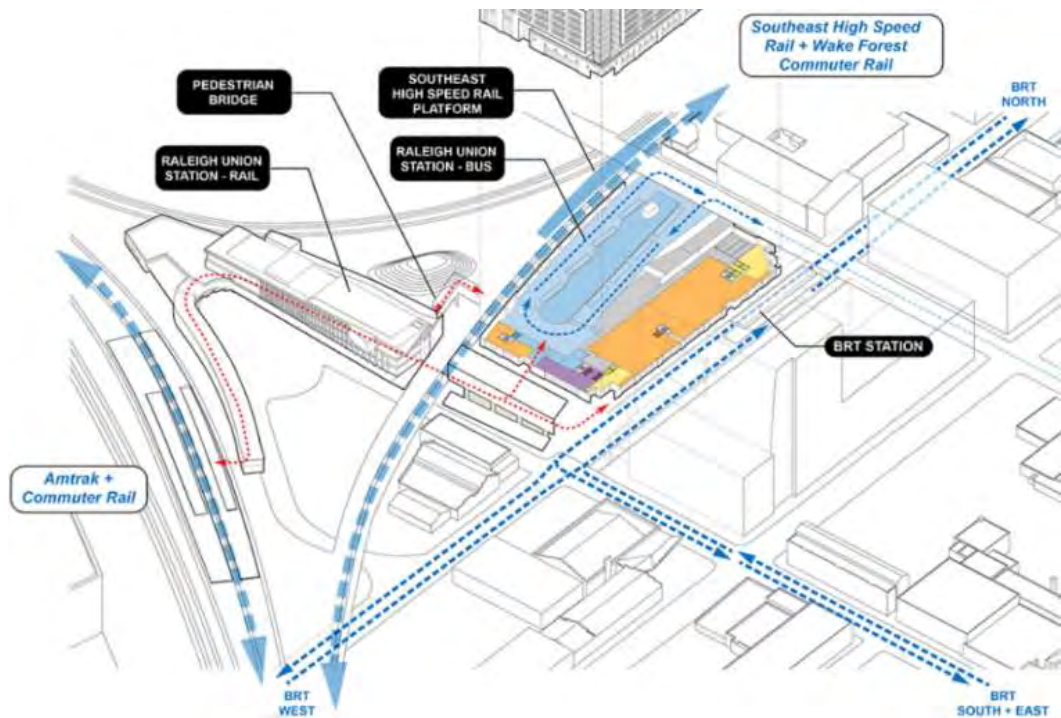 Southeast High Speed
Rail + Wake Forest
Commuter Rail
PEDESTRIAN
BRIDGE
SOUTHEAST
HIGH SPEED RAIL
PLATFORM
BRT
NORTH
RALEIGH UNION
STATION - RAIL
RALEIGH UNION
STATION - BUS
BRT STATION
Amtrak +
Commuter Rail
BRT
WEST
BRT
SOUTH + EAST